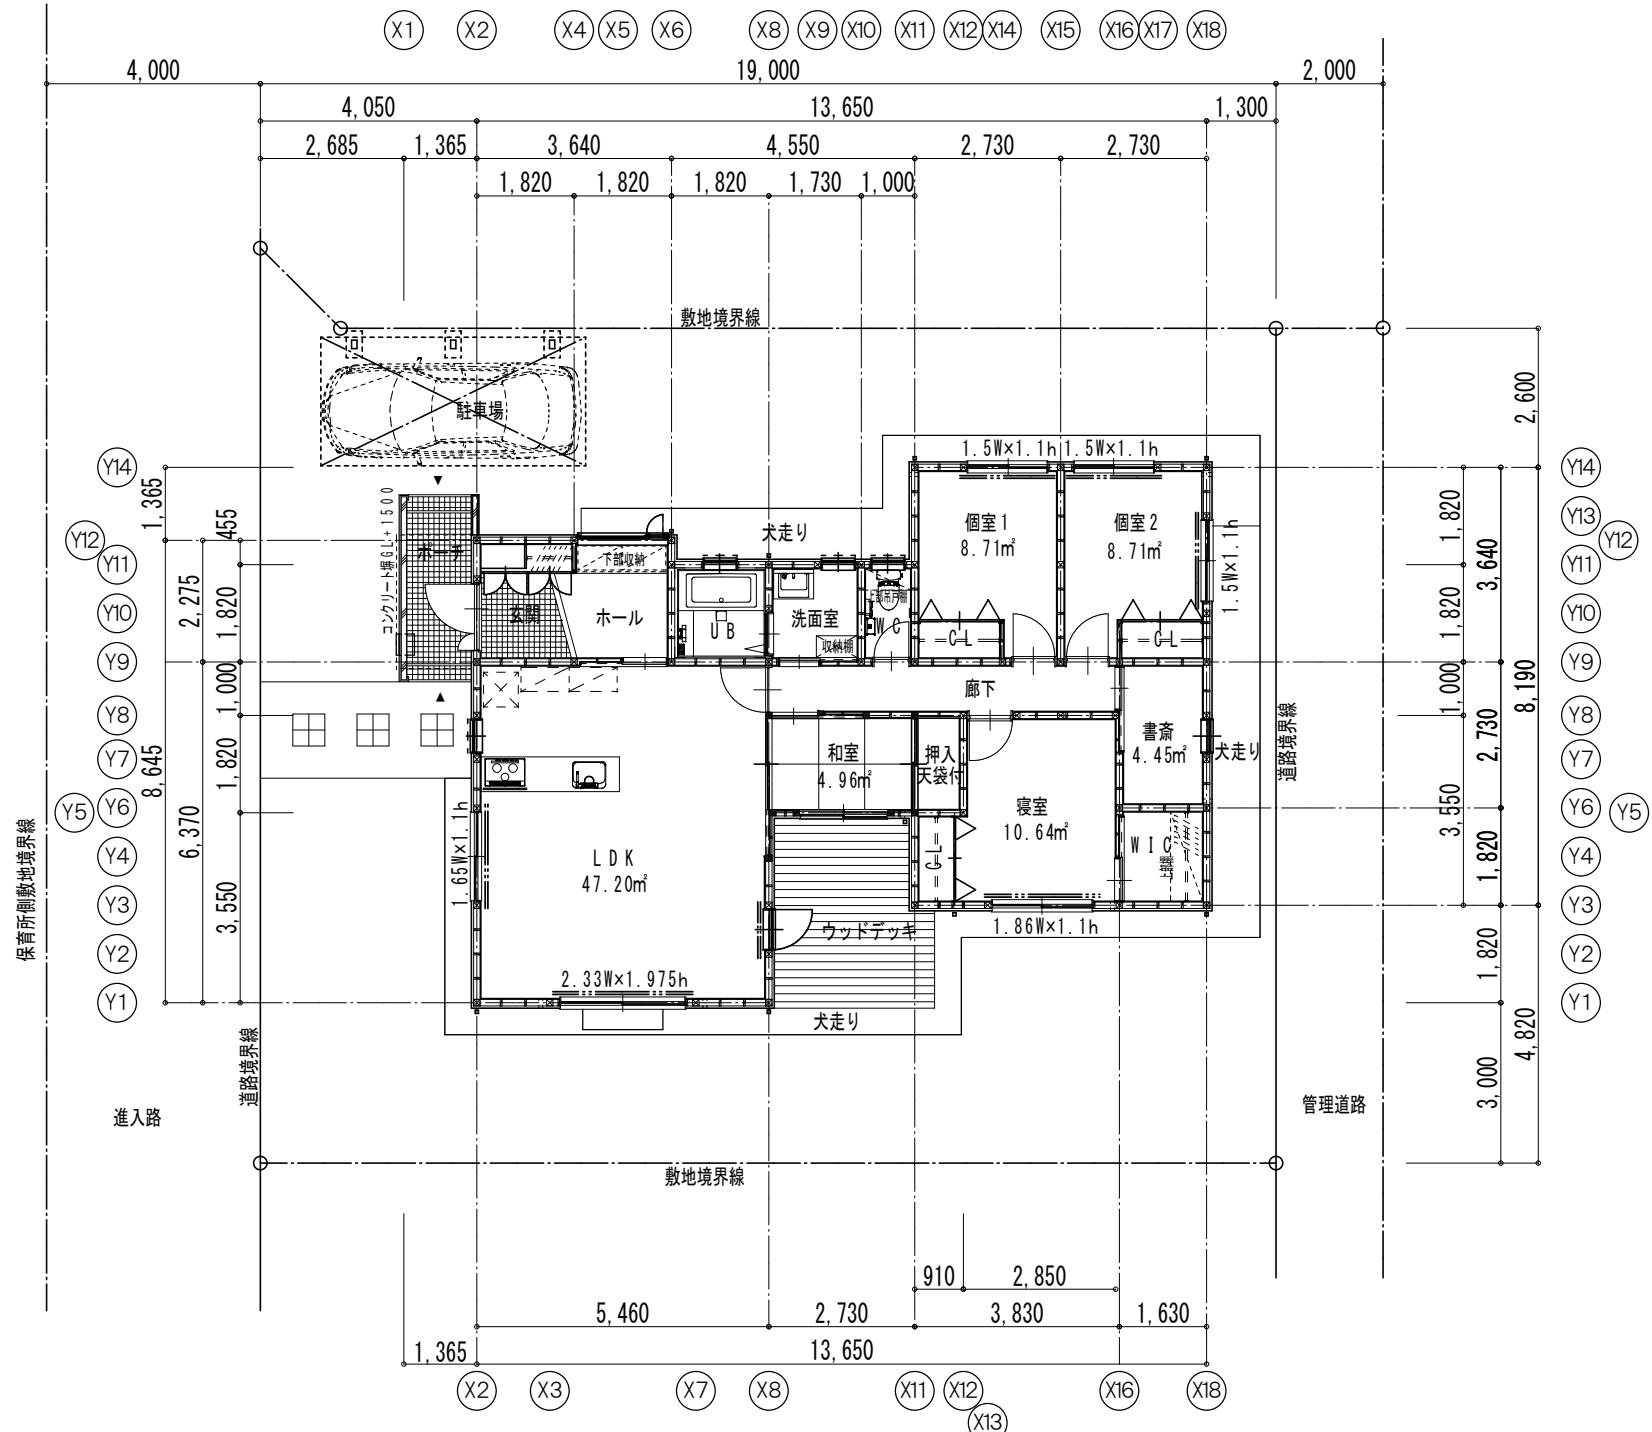 X1 X2 X4 X5 X6 X8 X9 X10 X11 X12 X14 X15 X16 X17 X18
4,000 19,000 2,000
4,050 13,650 1,300
2,685 1,365 3,640 4,550 2,730 2,730
1,820 1,820 1,820 1,730 1,000
敷地境界線
駐車場
2,600
Y14
1,365
455
Y12
Y11
2,275
1,820
Y10
Y9
1,000
Y8
Y7
8,645
1,820
Y5
Y6
6,370
Y4
Y3
3,550
Y2
Y1
保育所側敷地境界線
道路境界線
進入路
コンクリート塀GL+1500
ポーチ
玄関
下部収納
ホール
犬走り
UB
洗面室
収納棚
上部吊戸棚
WC
1.5W×1.1h 1.5W×1.1h
個室1
8.71㎡
個室2
8.71㎡
1.5W×1.1h
CL
CL
廊下
和室
4.96㎡
押入
天袋付
書斎
4.45㎡
犬走り
道路境界線
寝室
10.64㎡
CL
WIC
1.65W×1.1h
LDK
47.20㎡
ウッドデッキ
1.86W×1.1h
2.33W×1.975h
犬走り
敷地境界線
管理道路
Y14
Y13
Y12
1,820
3,640
Y11
1,820
Y10
Y9
1,000
8,190
Y8
2,730
Y7
3,550
Y6
Y5
1,820
Y4
Y3
1,820
Y2
Y1
4,820
3,000
910 2,850
5,460 2,730 3,830 1,630
1,365 13,650
X2 X3 X7 X8 X11 X12 X16 X18
X13